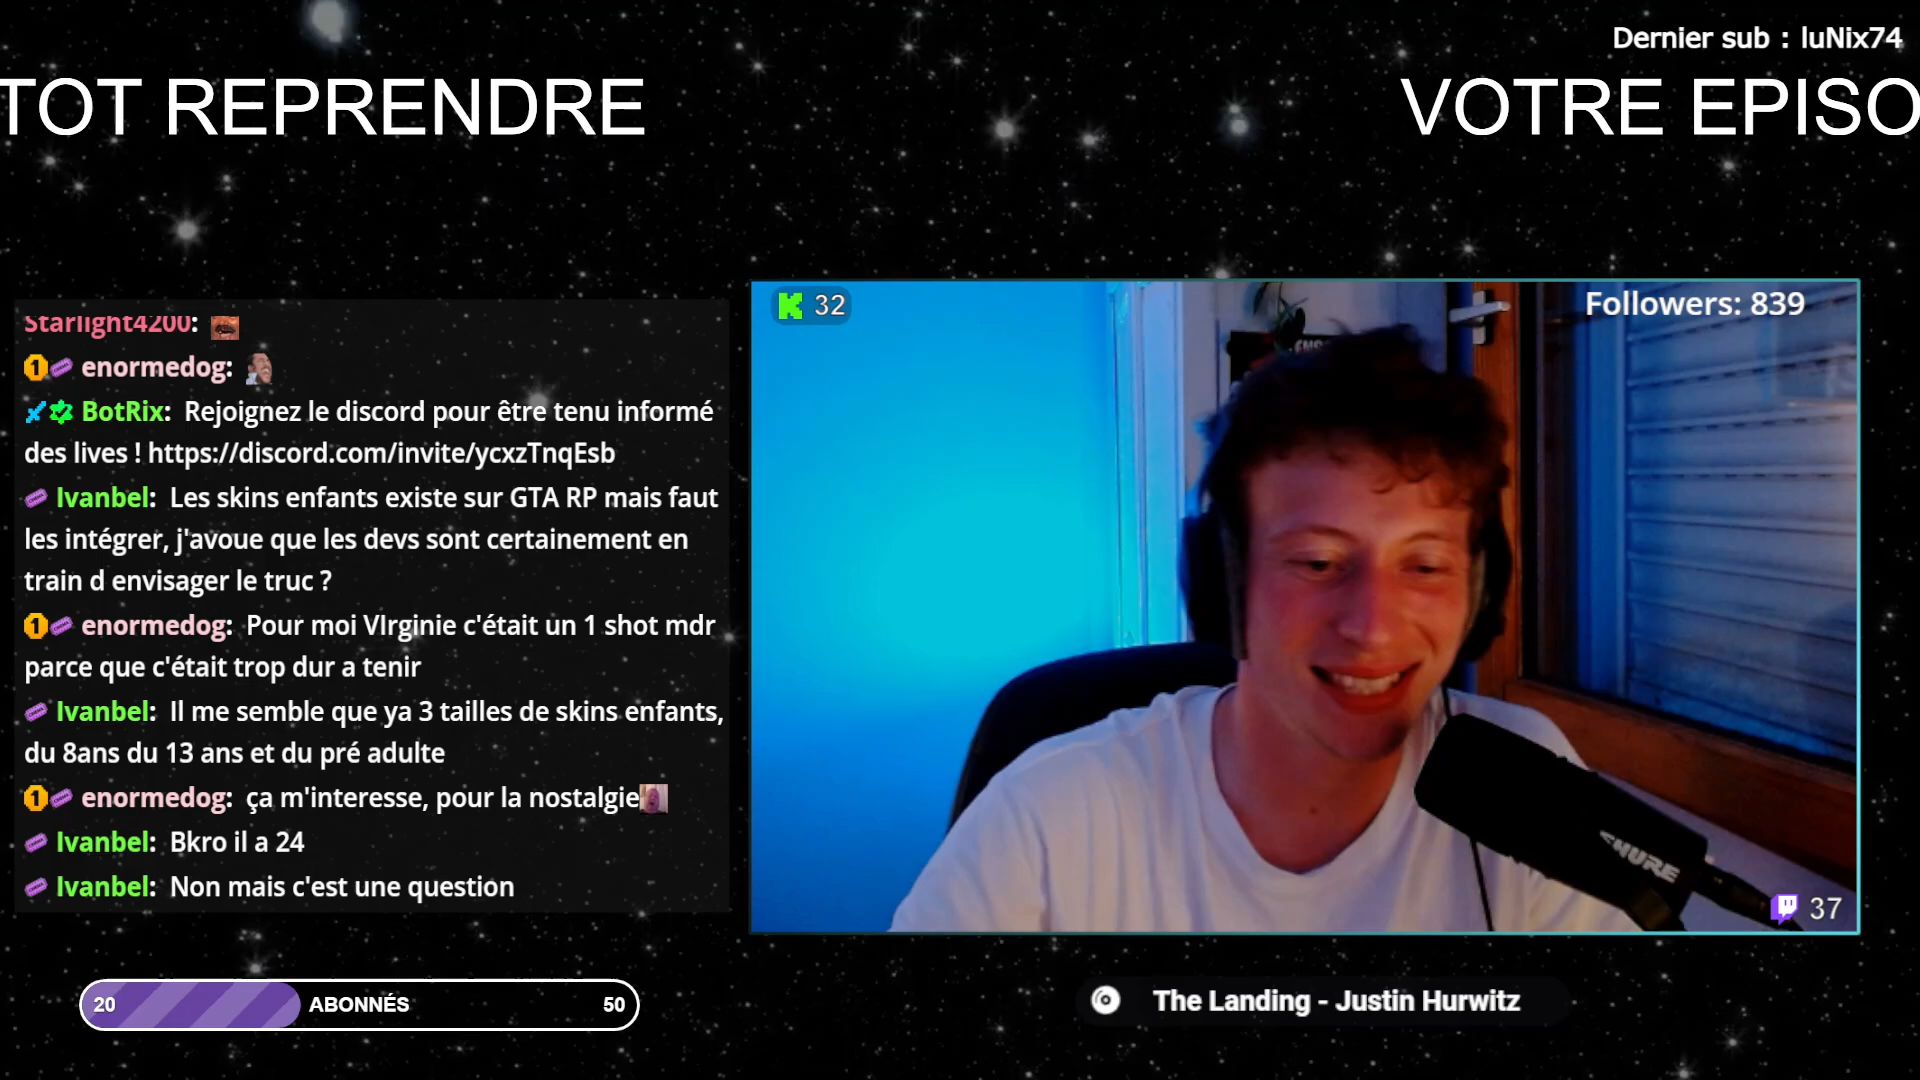 Dernier sub : luNix74
TOT REPRENDRE
VOTRE EPISO
32
Followers: 839
Starlight4200:
1 enormedog:
BotRix: Rejoignez le discord pour être tenu informé
des lives ! https://discord.com/invite/ycxzTnqEsb
Ivanbel: Les skins enfants existe sur GTA RP mais faut
les intégrer, j'avoue que les devs sont certainement en
train d envisager le truc ?
1 enormedog: Pour moi VIrginie c'était un 1 shot mdr
parce que c'était trop dur a tenir
Ivanbel: Il me semble que ya 3 tailles de skins enfants,
du 8ans du 13 ans et du pré adulte
1 enormedog: ça m'interesse, pour la nostalgie
Ivanbel: Bkro il a 24
Ivanbel: Non mais c'est une question
SHURE
37
20 ABONNÉS 50
The Landing - Justin Hurwitz